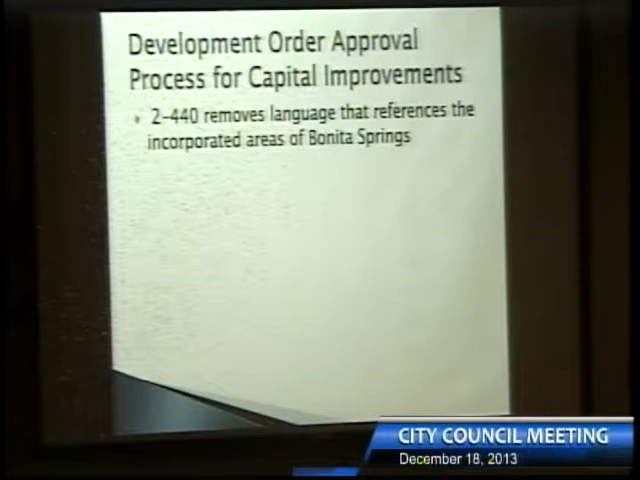 Development Order Approval
Process for Capital Improvements
2-440 removes language that references the
incorporated areas of Bonita Springs
CITY COUNCIL MEETING
December 18, 2013